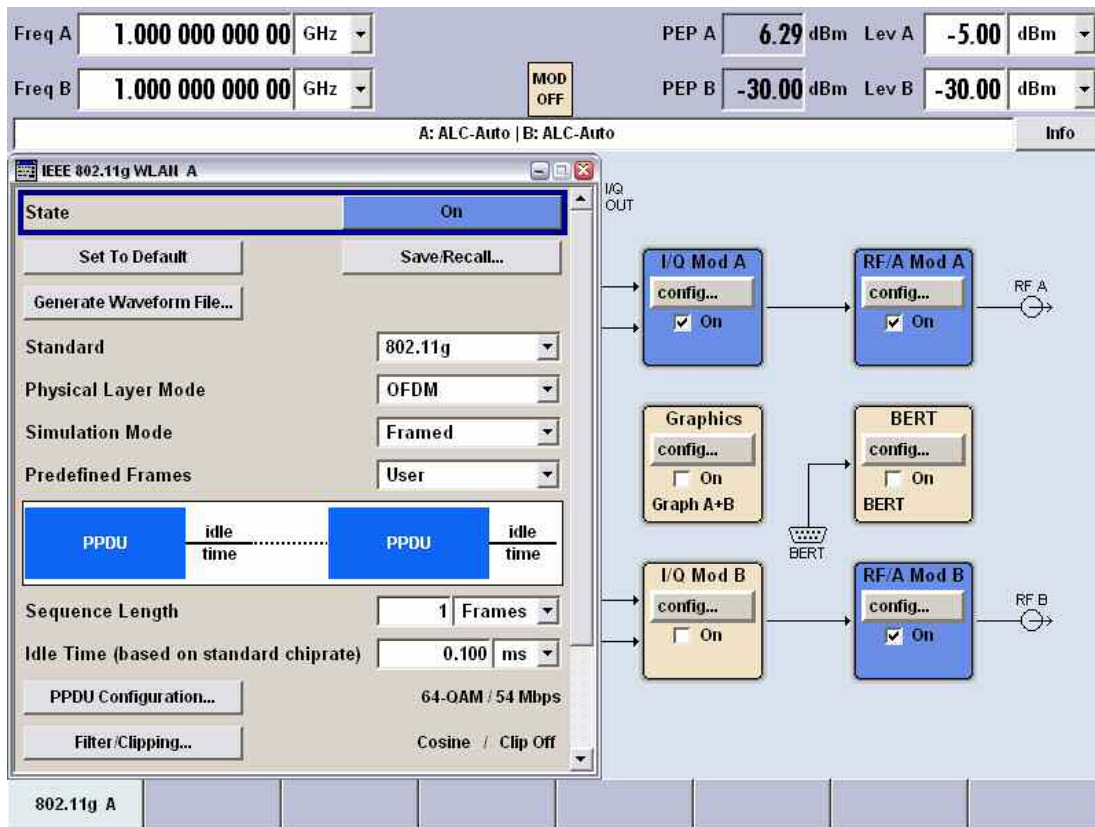 Freq A 1.000 000 000 00 GHz PEP A 6.29 dBm Lev A -5.00 dBm
Freq B 1.000 000 000 00 GHz MOD OFF PEP B -30.00 dBm Lev B -30.00 dBm
A: ALC-Auto | B: ALC-Auto Info
IEEE 802.11g WLAN A
State On
Set To Default Save/Recall...
Generate Waveform File...
Standard 802.11g
Physical Layer Mode OFDM
Simulation Mode Framed
Predefined Frames User
PPDU idle time PPDU idle time
Sequence Length 1 Frames
Idle Time (based on standard chiprate) 0.100 ms
PPDU Configuration... 64-QAM / 54 Mbps
Filter/Clipping... Cosine / Clip Off
I/Q OUT
I/Q Mod A
config...
On
RF/A Mod A
config...
On
RF A
Graphics
config...
On
Graph A+B
BERT
config...
On
BERT
BERT
I/Q Mod B
config...
On
RF/A Mod B
config...
On
RF B
802.11g A